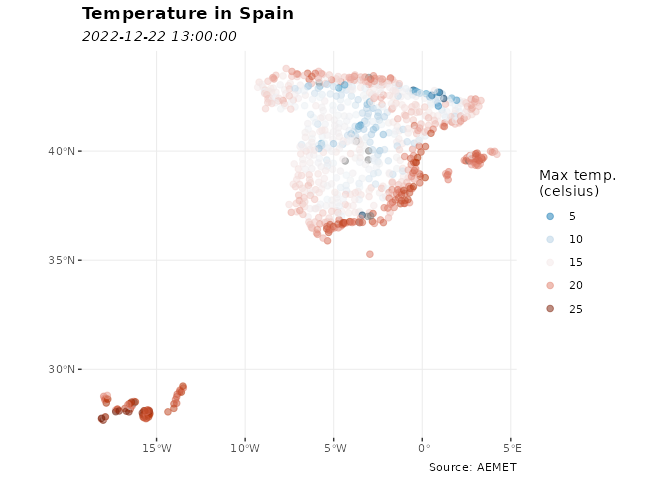 Temperature in Spain
2022-12-22 13:00:00
40°N
35°N
30°N
15°W
10°W
5°W
0°
5°E
Max temp.
(celsius)
5
10
15
20
25
Source: AEMET